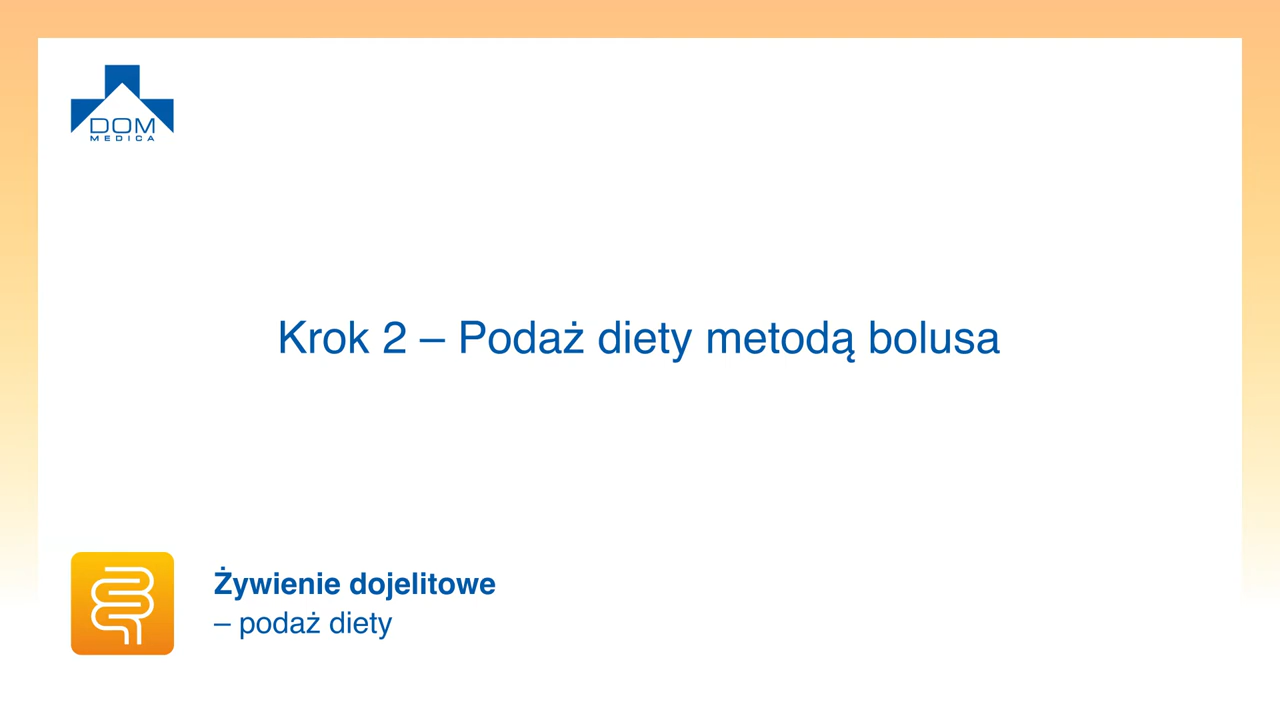 DOM
MEDICA
Krok 2 – Podaż diety metodą bolusa
Żywienie dojelitowe
– podaż diety